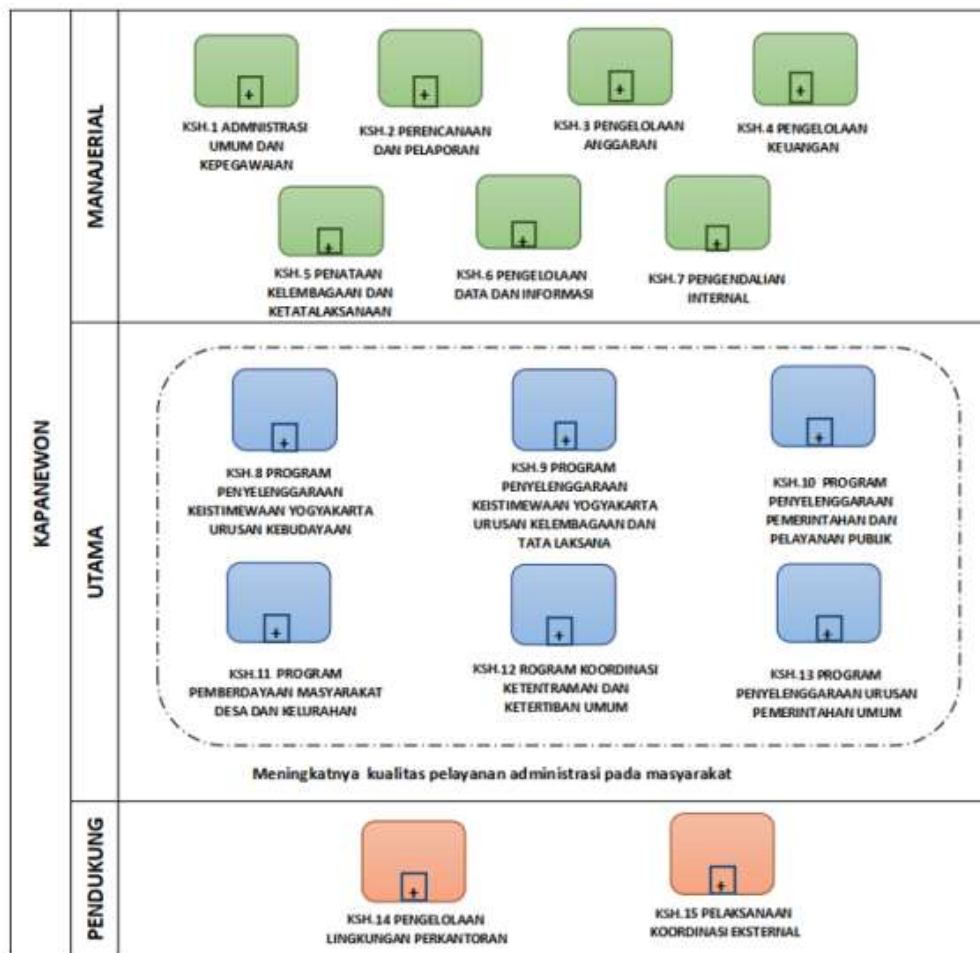 KAPANEWON
MANAJERIAL
KSH.1 ADMNISTRASI
UMUM DAN
KEPEGAWAIAN
KSH.2 PERENCANAAN
DAN PELAPORAN
KSH.3 PENGELOLAAN
ANGGARAN
KSH.4 PENGELOLAAN
KEUANGAN
KSH.5 PENATAAN
KELEMBAGAAN DAN
KETATALAKSANAAN
KSH.6 PENGELOLAAN
DATA DAN INFORMASI
KSH.7 PENGENDALIAN
INTERNAL
UTAMA
KSH.8 PROGRAM
PENYELENGGARAAN
KEISTIMEWAAN YOGYAKARTA
URUSAN KEBUDAYAAN
KSH.9 PROGRAM
PENYELENGGARAAN
KEISTIMEWAAN YOGYAKARTA
URUSAN KELEMBAGAAN DAN
TATA LAKSANA
KSH.10 PROGRAM
PENYELENGGARAAN
PEMERINTAHAN DAN
PELAYANAN PUBLIK
KSH.11 PROGRAM
PEMBERDAYAAN MASYARAKAT
DESA DAN KELURAHAN
KSH.12 ROGRAM KOORDINASI
KETENTRAMAN DAN
KETERTIBAN UMUM
KSH.13 PROGRAM
PENYELENGGARAAN URUSAN
PEMERINTAHAN UMUM
Meningkatnya kualitas pelayanan administrasi pada masyarakat
PENDUKUNG
KSH.14 PENGELOLAAN
LINGKUNGAN PERKANTORAN
KSH.15 PELAKSANAAN
KOORDINASI EKSTERNAL